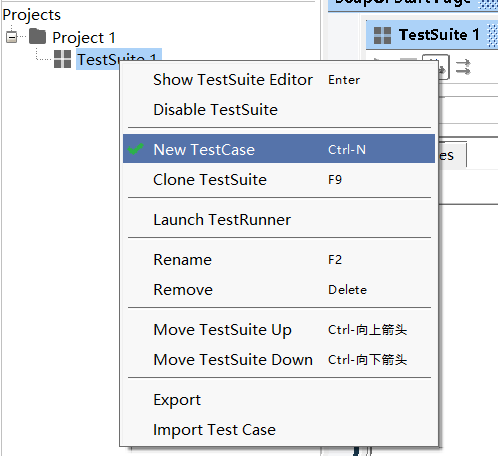 Projects
Project 1
TestSuite 1
TestSuite 1
Show TestSuite Editor Enter
Disable TestSuite
New TestCase Ctrl-N
Clone TestSuite F9
Launch TestRunner
Rename F2
Remove Delete
Move TestSuite Up Ctrl-向上箭头
Move TestSuite Down Ctrl-向下箭头
Export
Import Test Case